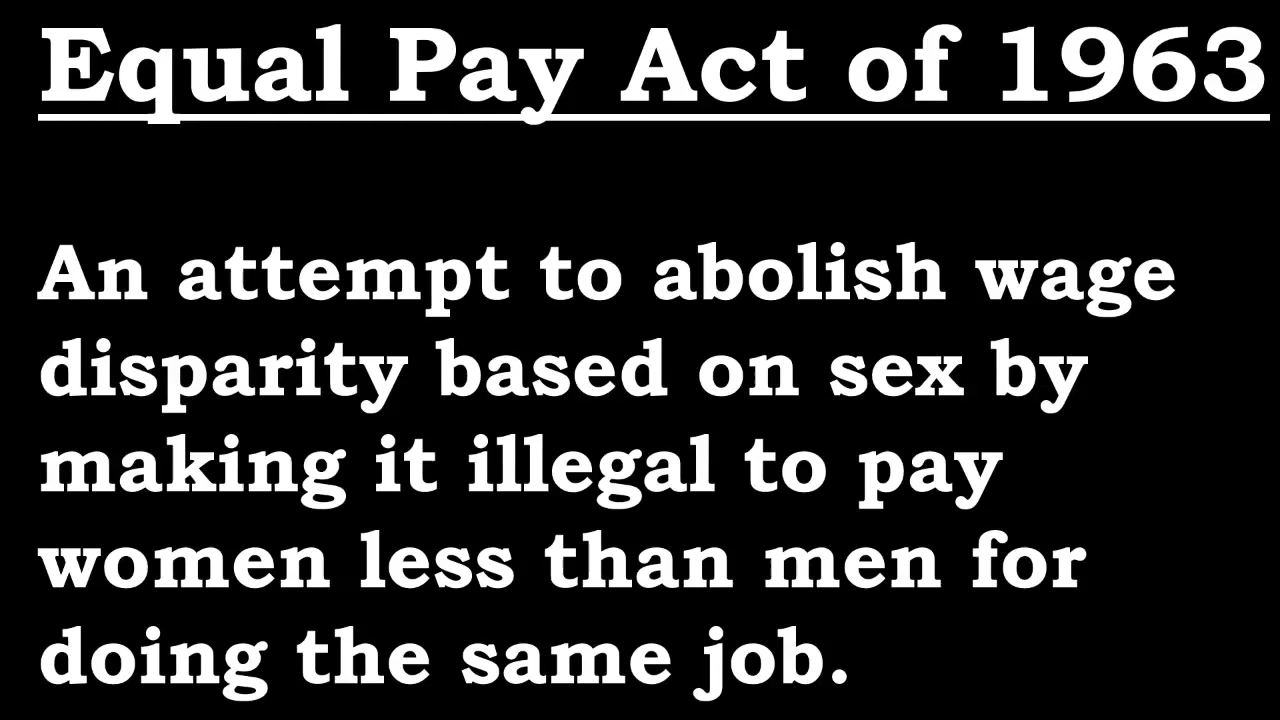 Equal Pay Act of 1963
An attempt to abolish wage
disparity based on sex by
making it illegal to pay
women less than men for
doing the same job.